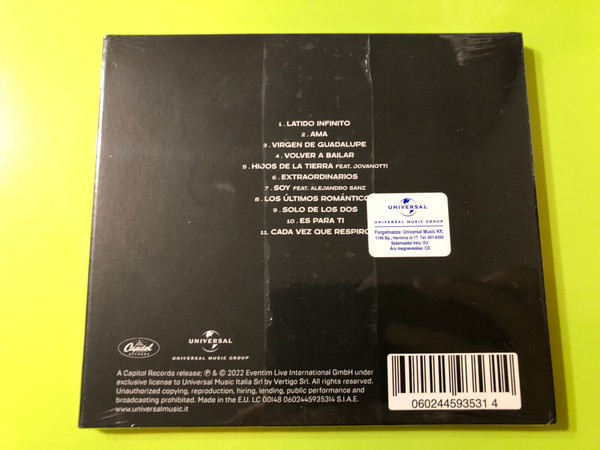 1. LATIDO INFINITO
2. AMA
3. VIRGEN DE GUADALUPE
4. VOLVER A BAILAR
5. HIJOS DE LA TIERRA FEAT. JOVANOTTI
6. EXTRAORDINARIOS
7. SOY FEAT. ALEJANDRO SANZ
8. LOS ÚLTIMOS ROMÁNTICO
9. SOLO DE LOS DOS
10. ES PARA TI
11. CADA VEZ QUE RESPIRO
UNIVERSAL
UNIVERSAL MUSIC GROUP
Forgalmazza: Universal Music Kft.
Származási hely: EU
Áru megnevezése: CD
Capitol
RECORDS
UNIVERSAL
UNIVERSAL MUSIC GROUP
A Capitol Records release; ℗ & © 2022 Eventim Live International GmbH under
exclusive license to Universal Music Italia Srl by Vertigo Srl. All rights reserved.
Unauthorized copying, reproduction, hiring, lending, public performance and
broadcasting prohibited. Made in the E.U. LC 00148 0602445935314 S.I.A.E.
www.universalmusic.it
060244593531 4